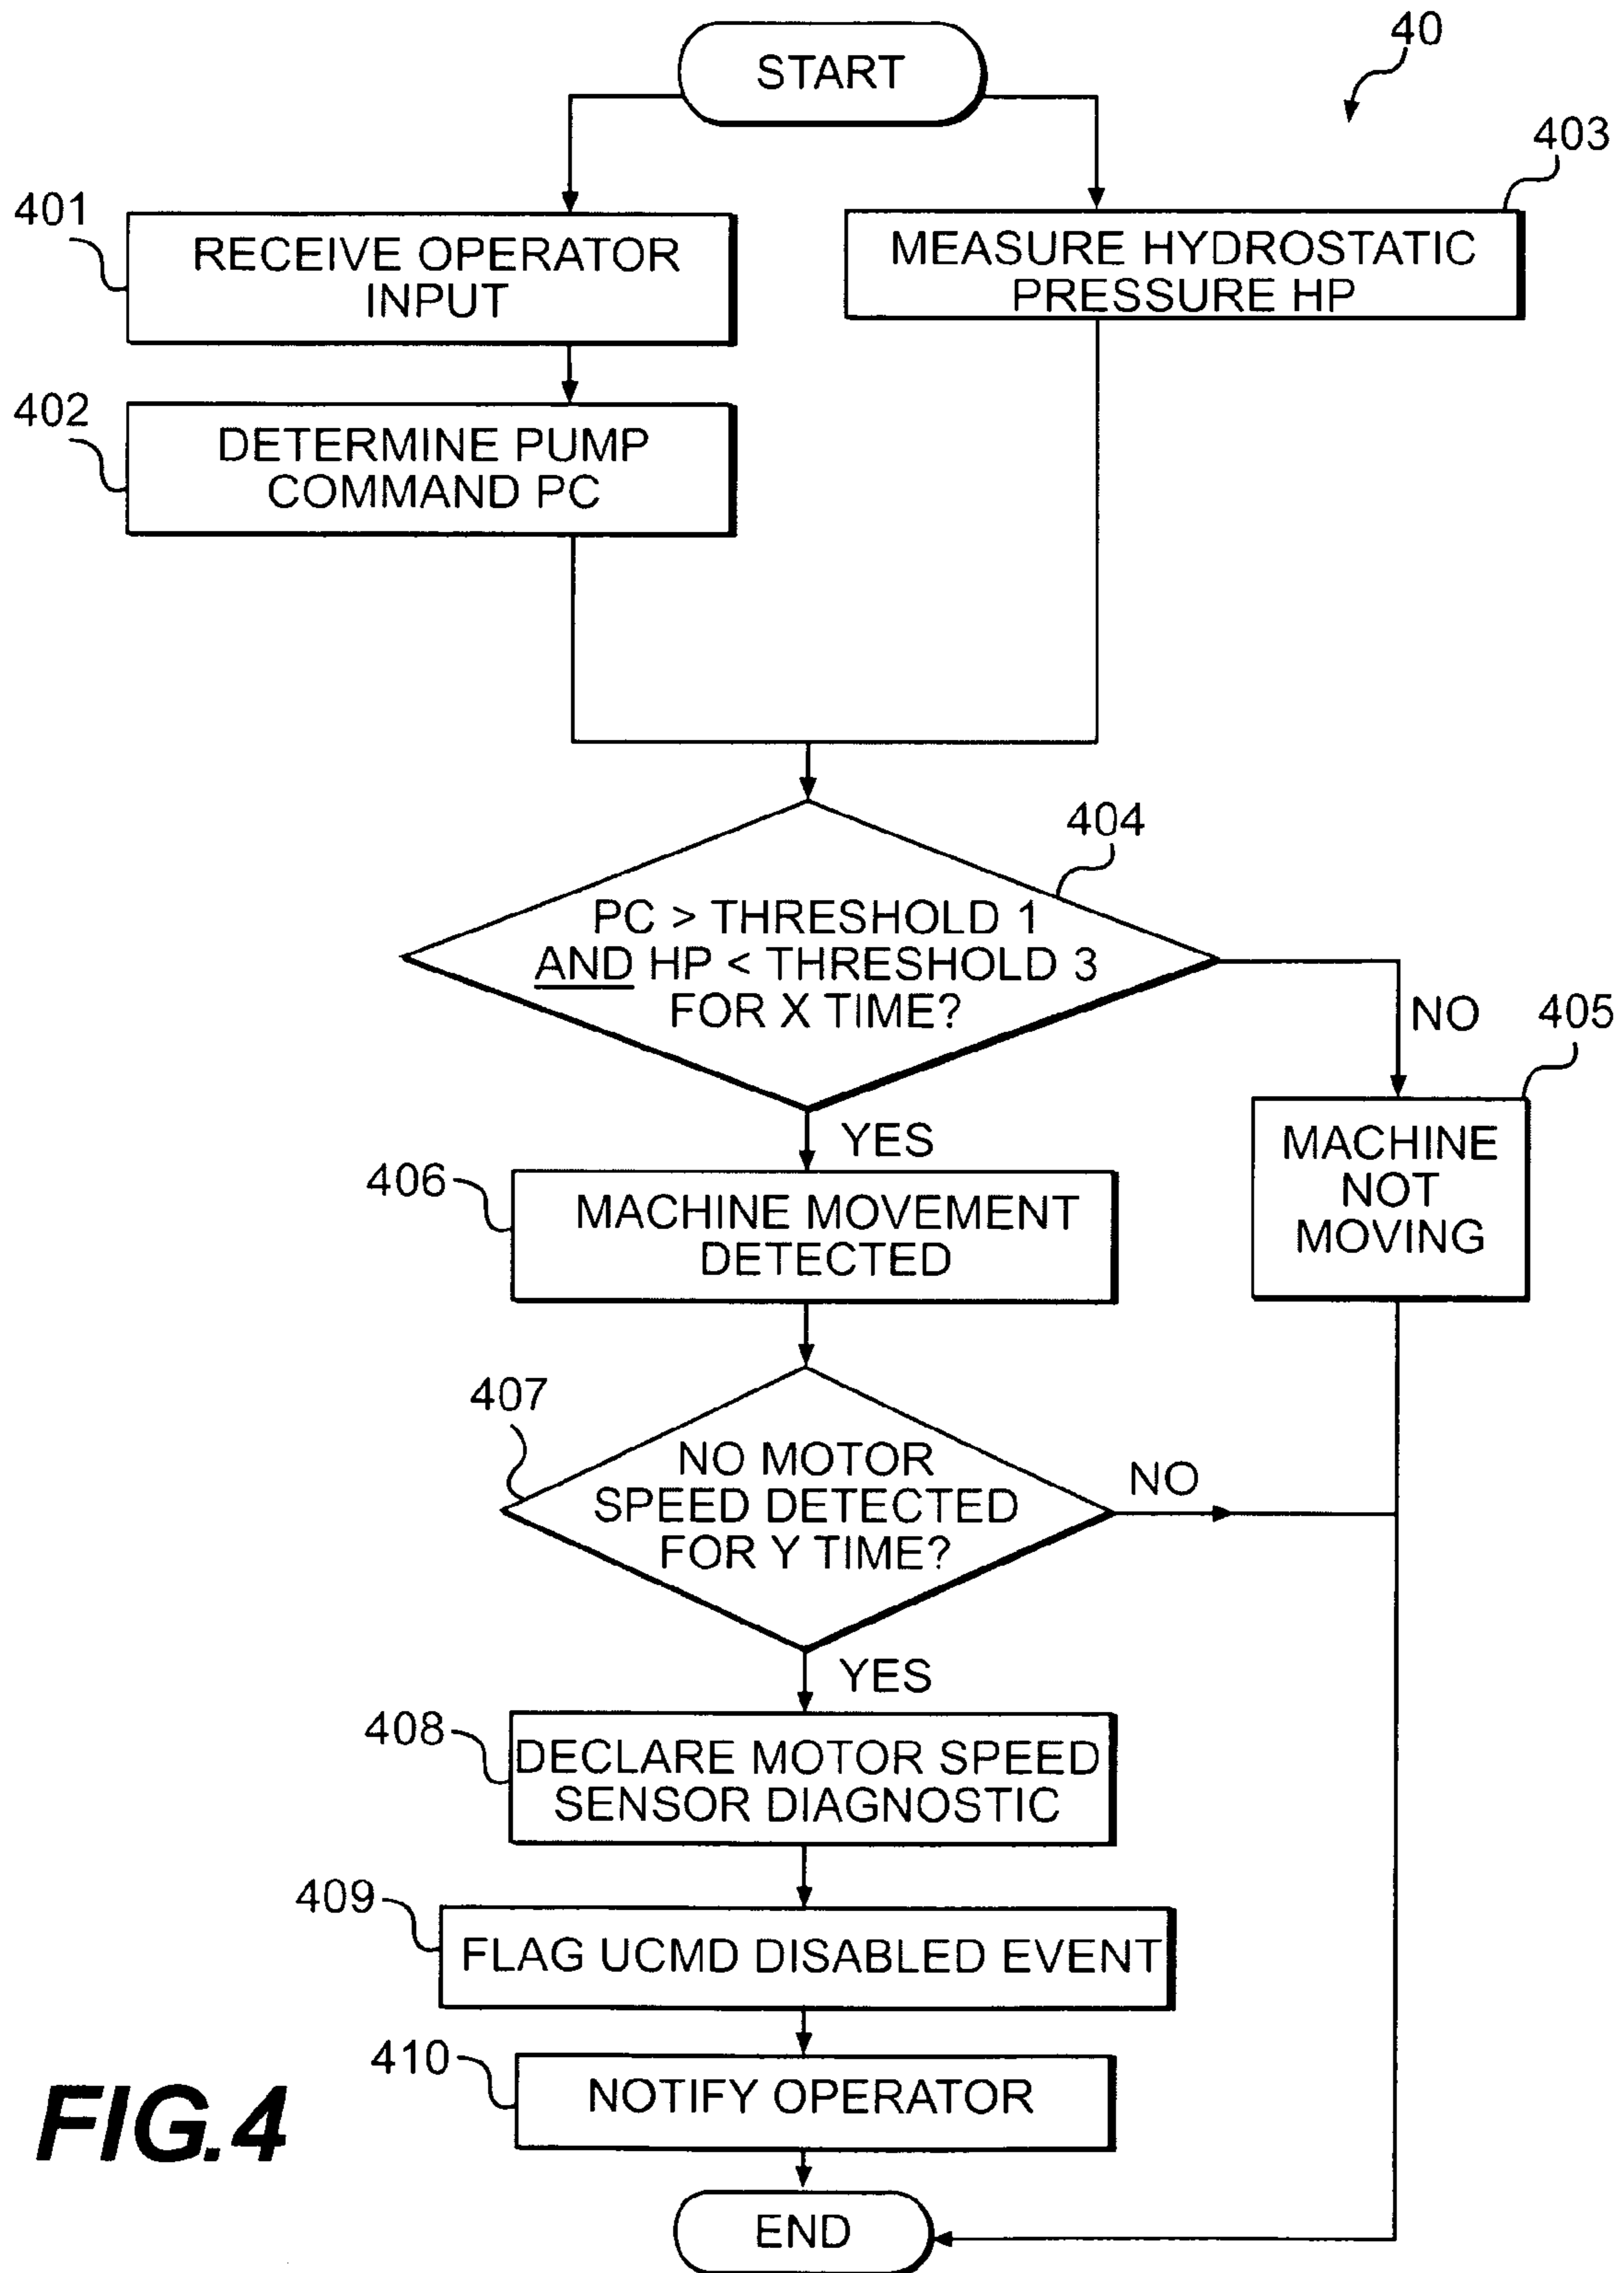 40
START
403
401
RECEIVE OPERATOR
INPUT
MEASURE HYDROSTATIC
PRESSURE HP
402
DETERMINE PUMP
COMMAND PC
404
PC > THRESHOLD 1
AND HP < THRESHOLD 3
FOR X TIME?
NO
405
YES
MACHINE
NOT
MOVING
406
MACHINE MOVEMENT
DETECTED
407
NO MOTOR
SPEED DETECTED
FOR Y TIME?
NO
YES
408
DECLARE MOTOR SPEED
SENSOR DIAGNOSTIC
409
FLAG UCMD DISABLED EVENT
410
NOTIFY OPERATOR
FIG.4
END